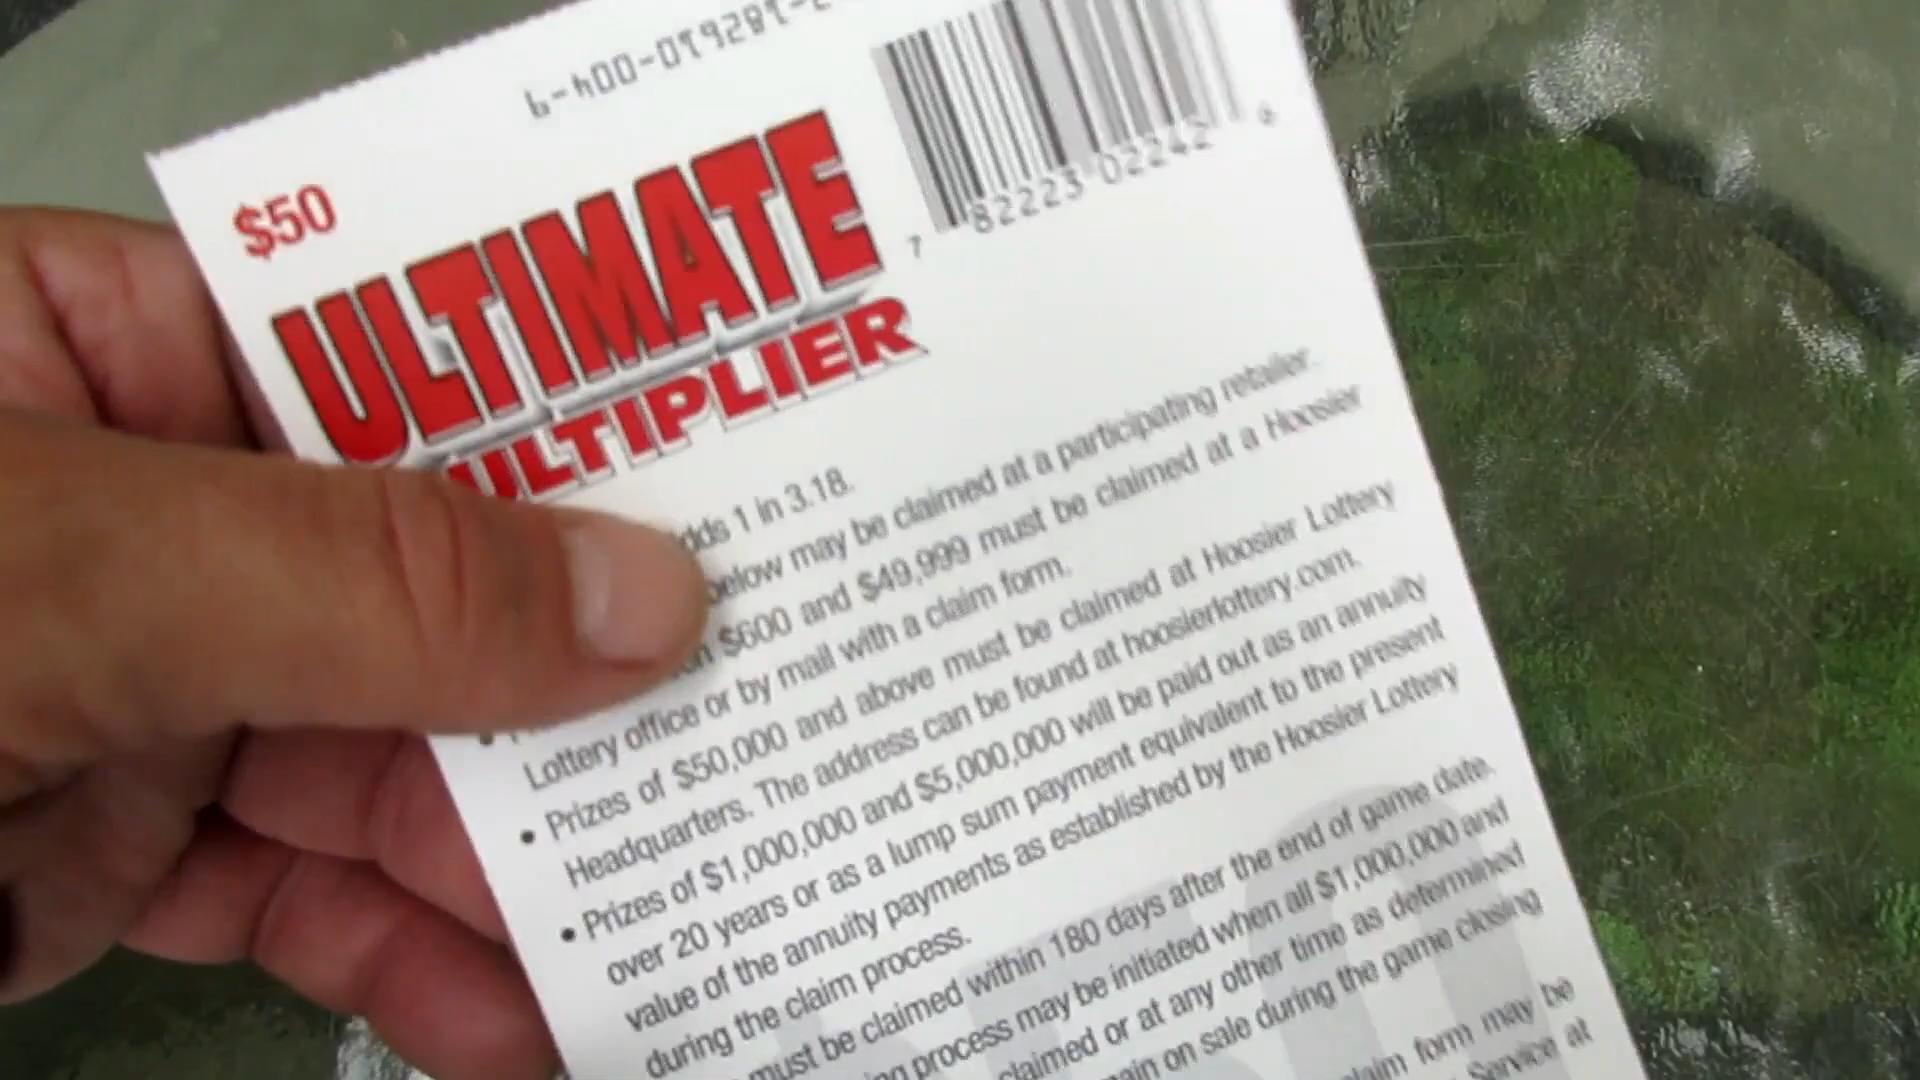 $50
ULTIMATE
MULTIPLIER
7 82223 02242 6
odds 1 in 3.18.
below may be claimed at a participating retailer.
$600 and $49,999 must be claimed at a Hoosier
Lottery office or by mail with a claim form.
• Prizes of $50,000 and above must be claimed at Hoosier Lottery
Headquarters. The address can be found at hoosierlottery.com.
• Prizes of $1,000,000 and $5,000,000 will be paid out as an annuity
over 20 years or as a lump sum payment equivalent to the present
value of the annuity payments as established by the Hoosier Lottery
during the claim process.
must be claimed within 180 days after the end of game date.
process may be initiated when all $1,000,000 and
claimed or at any other time as determined
on sale during the game closing
claim form may be
Service at